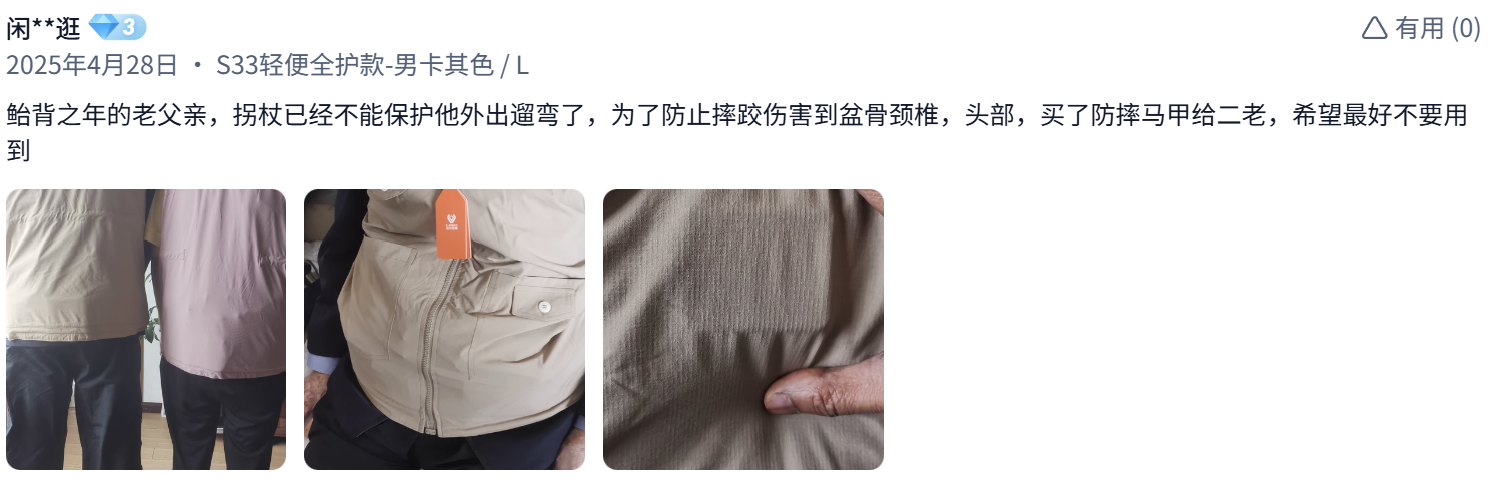 闲**逛 3
有用 (0)
2025年4月28日 · S33轻便全护款-男卡其色 / L
鲐背之年的老父亲，拐杖已经不能保护他外出遛弯了，为了防止摔跤伤害到盆骨颈椎，头部，买了防摔马甲给二老，希望最好不要用
到